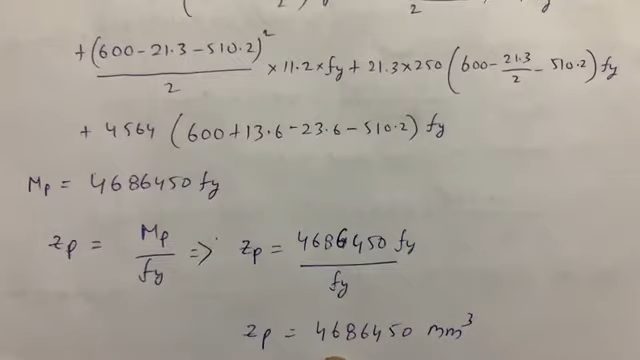 + (600-21.3-510.2)²/2 × 11.2 × fy + 21.3 × 250 (600 - 21.3/2 - 510.2) fy
+ 4564 (600+13.6-23.6-510.2) fy
Mp = 4686450 fy
Zp = Mp/fy => Zp = 4686450 fy/fy
Zp = 4686450 mm³